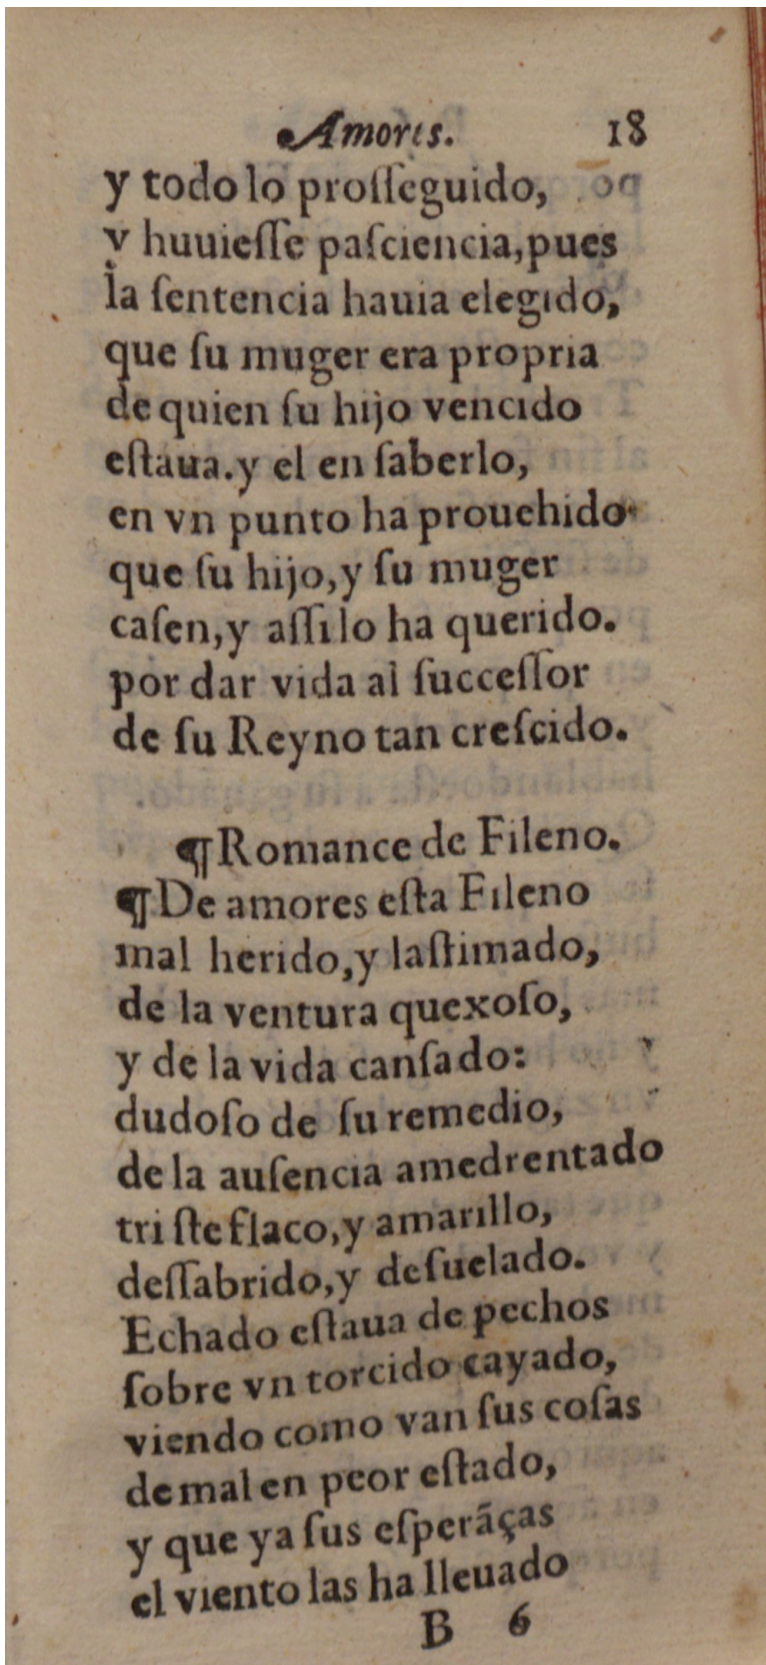 Amores. 18
y todo lo proſſeguido,
y huuieſſe paſciencia,pues
la ſentencia hauia elegido,
que ſu muger era propria
de quien ſu hijo vencido
eſtaua.y el en ſaberlo,
en vn punto ha prouehido
que ſu hijo,y ſu muger
caſen,y aſſi lo ha querido.
por dar vida al ſucceſſor
de ſu Reyno tan creſcido.
¶Romance de Fileno.
¶De amores eſta Fileno
mal herido,y laſtimado,
de la ventura quexoſo,
y de la vida canſado:
dudoſo de ſu remedio,
de la auſencia amedrentado
tri ſte flaco,y amarillo,
deſſabrido,y deſuelado.
Echado eſtaua de pechos
ſobre vn torcido cayado,
viendo como van ſus coſas
de mal en peor eſtado,
y que ya ſus eſperãças
el viento las ha lleuado
B 6